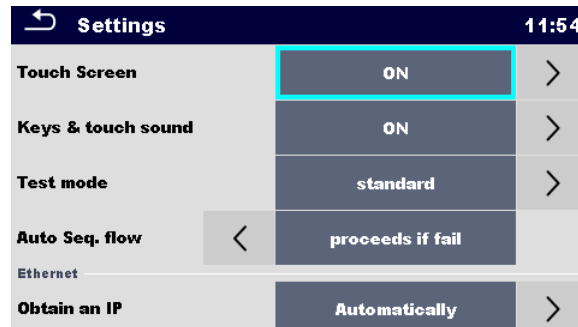 Settings 11:54
Touch Screen ON
Keys & touch sound ON
Test mode standard
Auto Seq. flow proceeds if fail
Ethernet
Obtain an IP Automatically